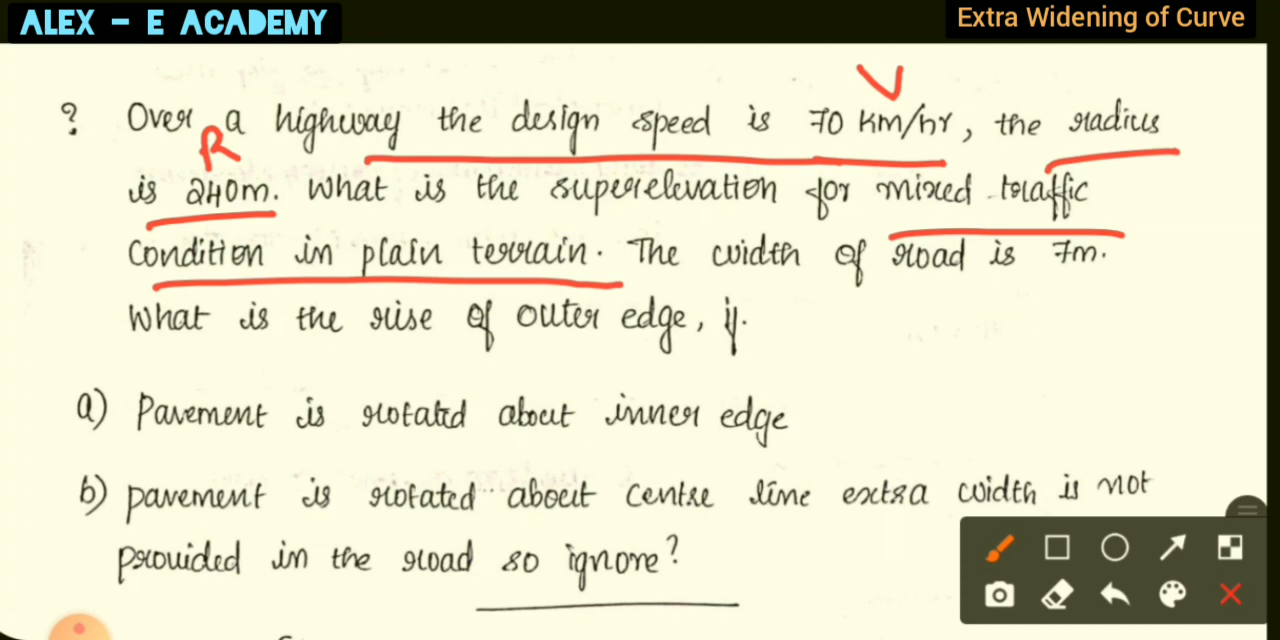 ALEX - E ACADEMY
Extra Widening of Curve
V
? Over a highway the design speed is 70 km/hr, the radius
R
is 240m. What is the superelevation for mixed traffic
Condition in plain terrain. The width of road is 7m.
What is the rise of outer edge, if.
a) Pavement is rotated about inner edge
b) pavement is rotated about centre line extra width is not
provided in the road so ignore?